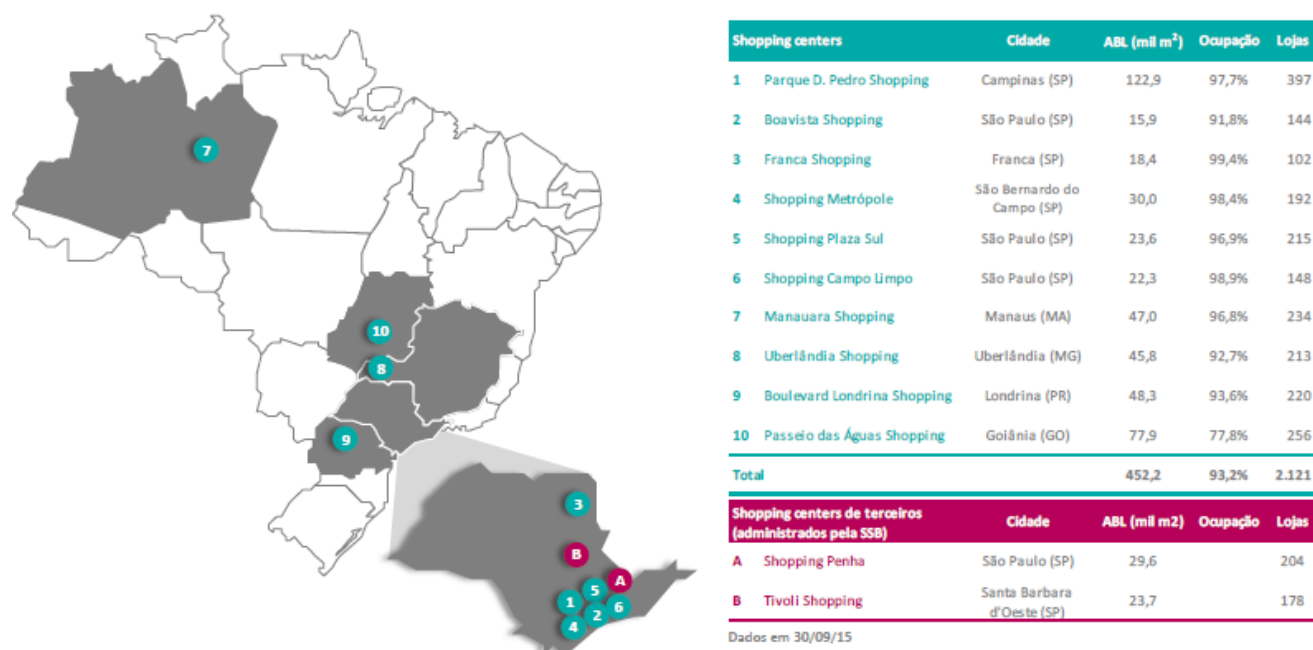 7
10
8
9
3
B
A
5
1
6
2
4
Shopping centers Cidade ABL (mil m²) Ocupação Lojas
1 Parque D. Pedro Shopping Campinas (SP) 122,9 97,7% 397
2 Boavista Shopping São Paulo (SP) 15,9 91,8% 144
3 Franca Shopping Franca (SP) 18,4 99,4% 102
4 Shopping Metrópole São Bernardo do Campo (SP) 30,0 98,4% 192
5 Shopping Plaza Sul São Paulo (SP) 23,6 96,9% 215
6 Shopping Campo Limpo São Paulo (SP) 22,3 98,9% 148
7 Manauara Shopping Manaus (MA) 47,0 96,8% 234
8 Uberlândia Shopping Uberlândia (MG) 45,8 92,7% 213
9 Boulevard Londrina Shopping Londrina (PR) 48,3 93,6% 220
10 Passeio das Águas Shopping Goiânia (GO) 77,9 77,8% 256
Total 452,2 93,2% 2.121
Shopping centers de terceiros (administrados pela SSB) Cidade ABL (mil m2) Ocupação Lojas
A Shopping Penha São Paulo (SP) 29,6 204
B Tivoli Shopping Santa Barbara d'Oeste (SP) 23,7 178
Dados em 30/09/15